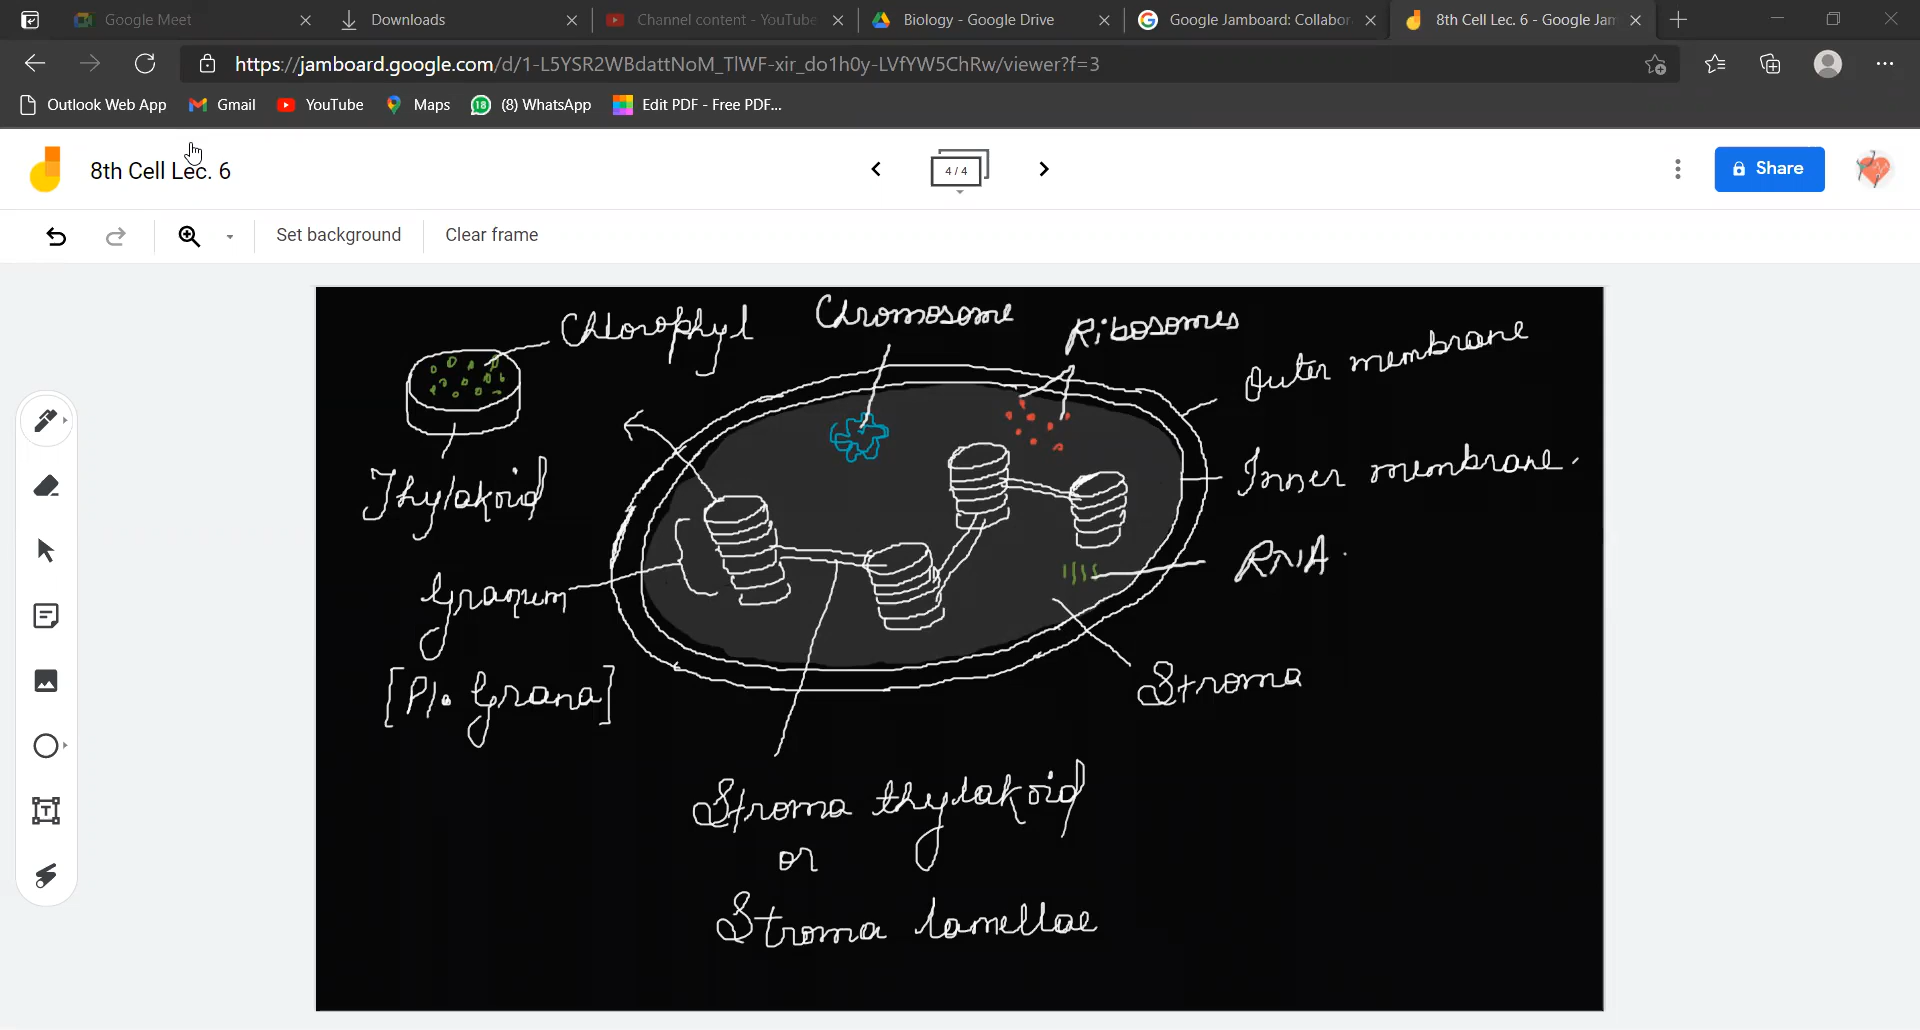 Google Meet
Downloads
Channel content - YouTube
Biology - Google Drive
Google Jamboard: Collabor
8th Cell Lec. 6 - Google Jam
https://jamboard.google.com/d/1-L5YSR2WBdattNoM_TlWF-xir_do1h0y-LVfYW5ChRw/viewer?f=3
Outlook Web App
Gmail
YouTube
Maps
18
(8) WhatsApp
Edit PDF - Free PDF...
8th Cell Lec. 6
4 / 4
Share
Set background
Clear frame
Chlorophyl
Chromosome
Ribosomes
Outer membrane
Inner membrane.
Thylakoid
RNA.
Granum
[Pl. Grana]
Stroma
Stroma thylakoid
or
Stroma lamellae